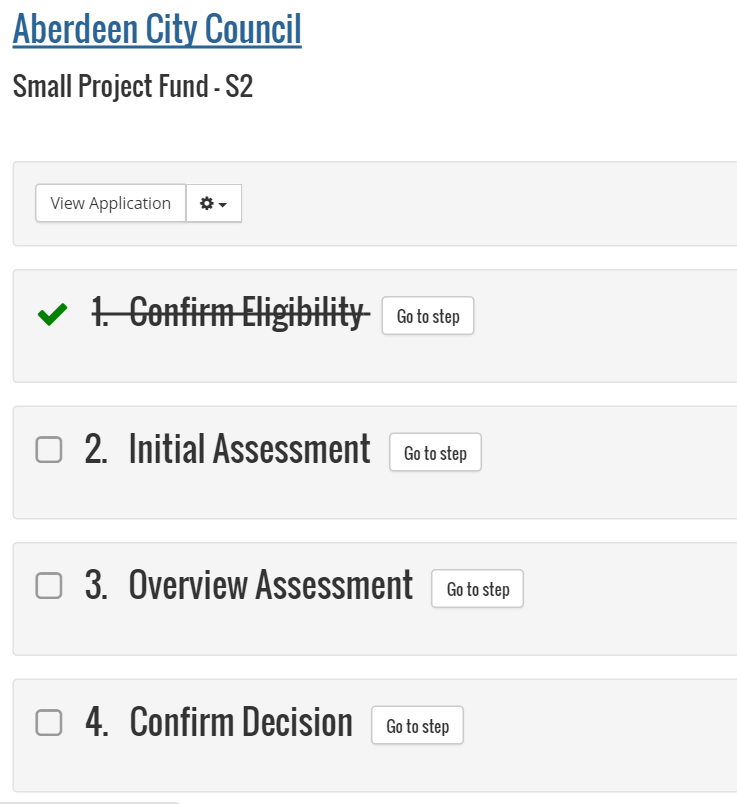 Aberdeen City Council
Small Project Fund - S2
View Application
1. Confirm Eligibility Go to step
2. Initial Assessment Go to step
3. Overview Assessment Go to step
4. Confirm Decision Go to step